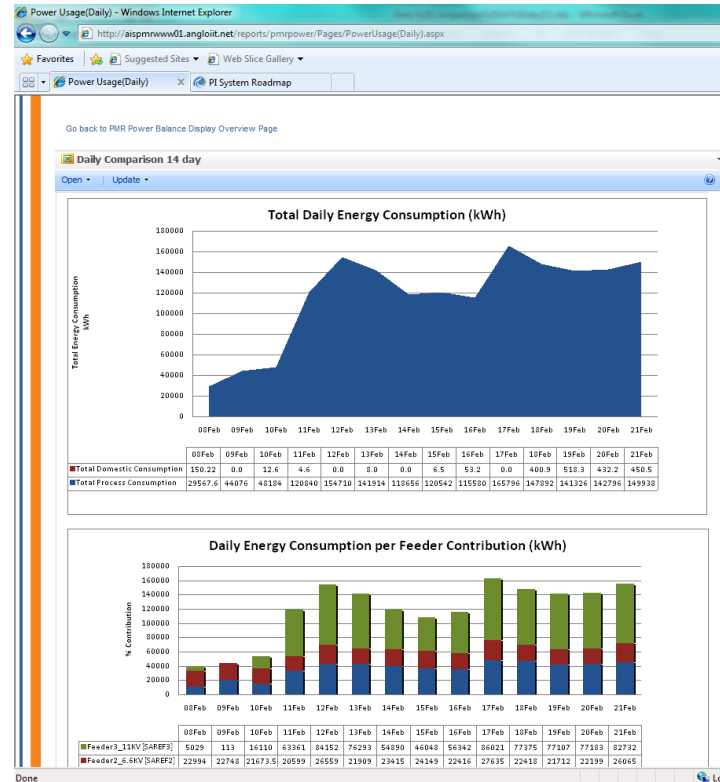 Power Usage(Daily) - Windows Internet Explorer
http://aispmrwww01.angloiit.net/reports/pmrpower/Pages/PowerUsage(Daily).aspx
Favorites Suggested Sites Web Slice Gallery
Power Usage(Daily) X PI System Roadmap
Go back to PMR Power Balance Display Overview Page
Daily Comparison 14 day
Open Update
Total Daily Energy Consumption (kWh)
180000
160000
140000
120000
100000
80000
60000
40000
20000
0
Total Energy Consumption
kWh
08Feb 09Feb 10Feb 11Feb 12Feb 13Feb 14Feb 15Feb 16Feb 17Feb 18Feb 19Feb 20Feb 21Feb
08Feb 09Feb 10Feb 11Feb 12Feb 13Feb 14Feb 15Feb 16Feb 17Feb 18Feb 19Feb 20Feb 21Feb
Total Domestic Consumption 150.22 0.0 12.6 4.6 0.0 8.0 0.0 6.5 53.2 0.0 400.9 518.3 432.2 450.5
Total Process Consumption 29567.6 44076 48184 120840 154710 141914 118656 120542 115580 165796 147892 141326 142796 149938
Daily Energy Consumption per Feeder Contribution (kWh)
180000
160000
140000
120000
100000
80000
60000
40000
20000
0
% Contribution
08Feb 09Feb 10Feb 11Feb 12Feb 13Feb 14Feb 15Feb 16Feb 17Feb 18Feb 19Feb 20Feb 21Feb
08Feb 09Feb 10Feb 11Feb 12Feb 13Feb 14Feb 15Feb 16Feb 17Feb 18Feb 19Feb 20Feb 21Feb
Feeder3_11KV [SAREF3] 5029 113 16110 63361 84152 76293 54890 46048 56342 86021 77375 77107 77183 82732
Feeder2_6.6KV [SAREF2] 22994 22748 21673.5 20599 26559 21909 23415 24149 22416 27635 22418 21712 22199 26065
Done